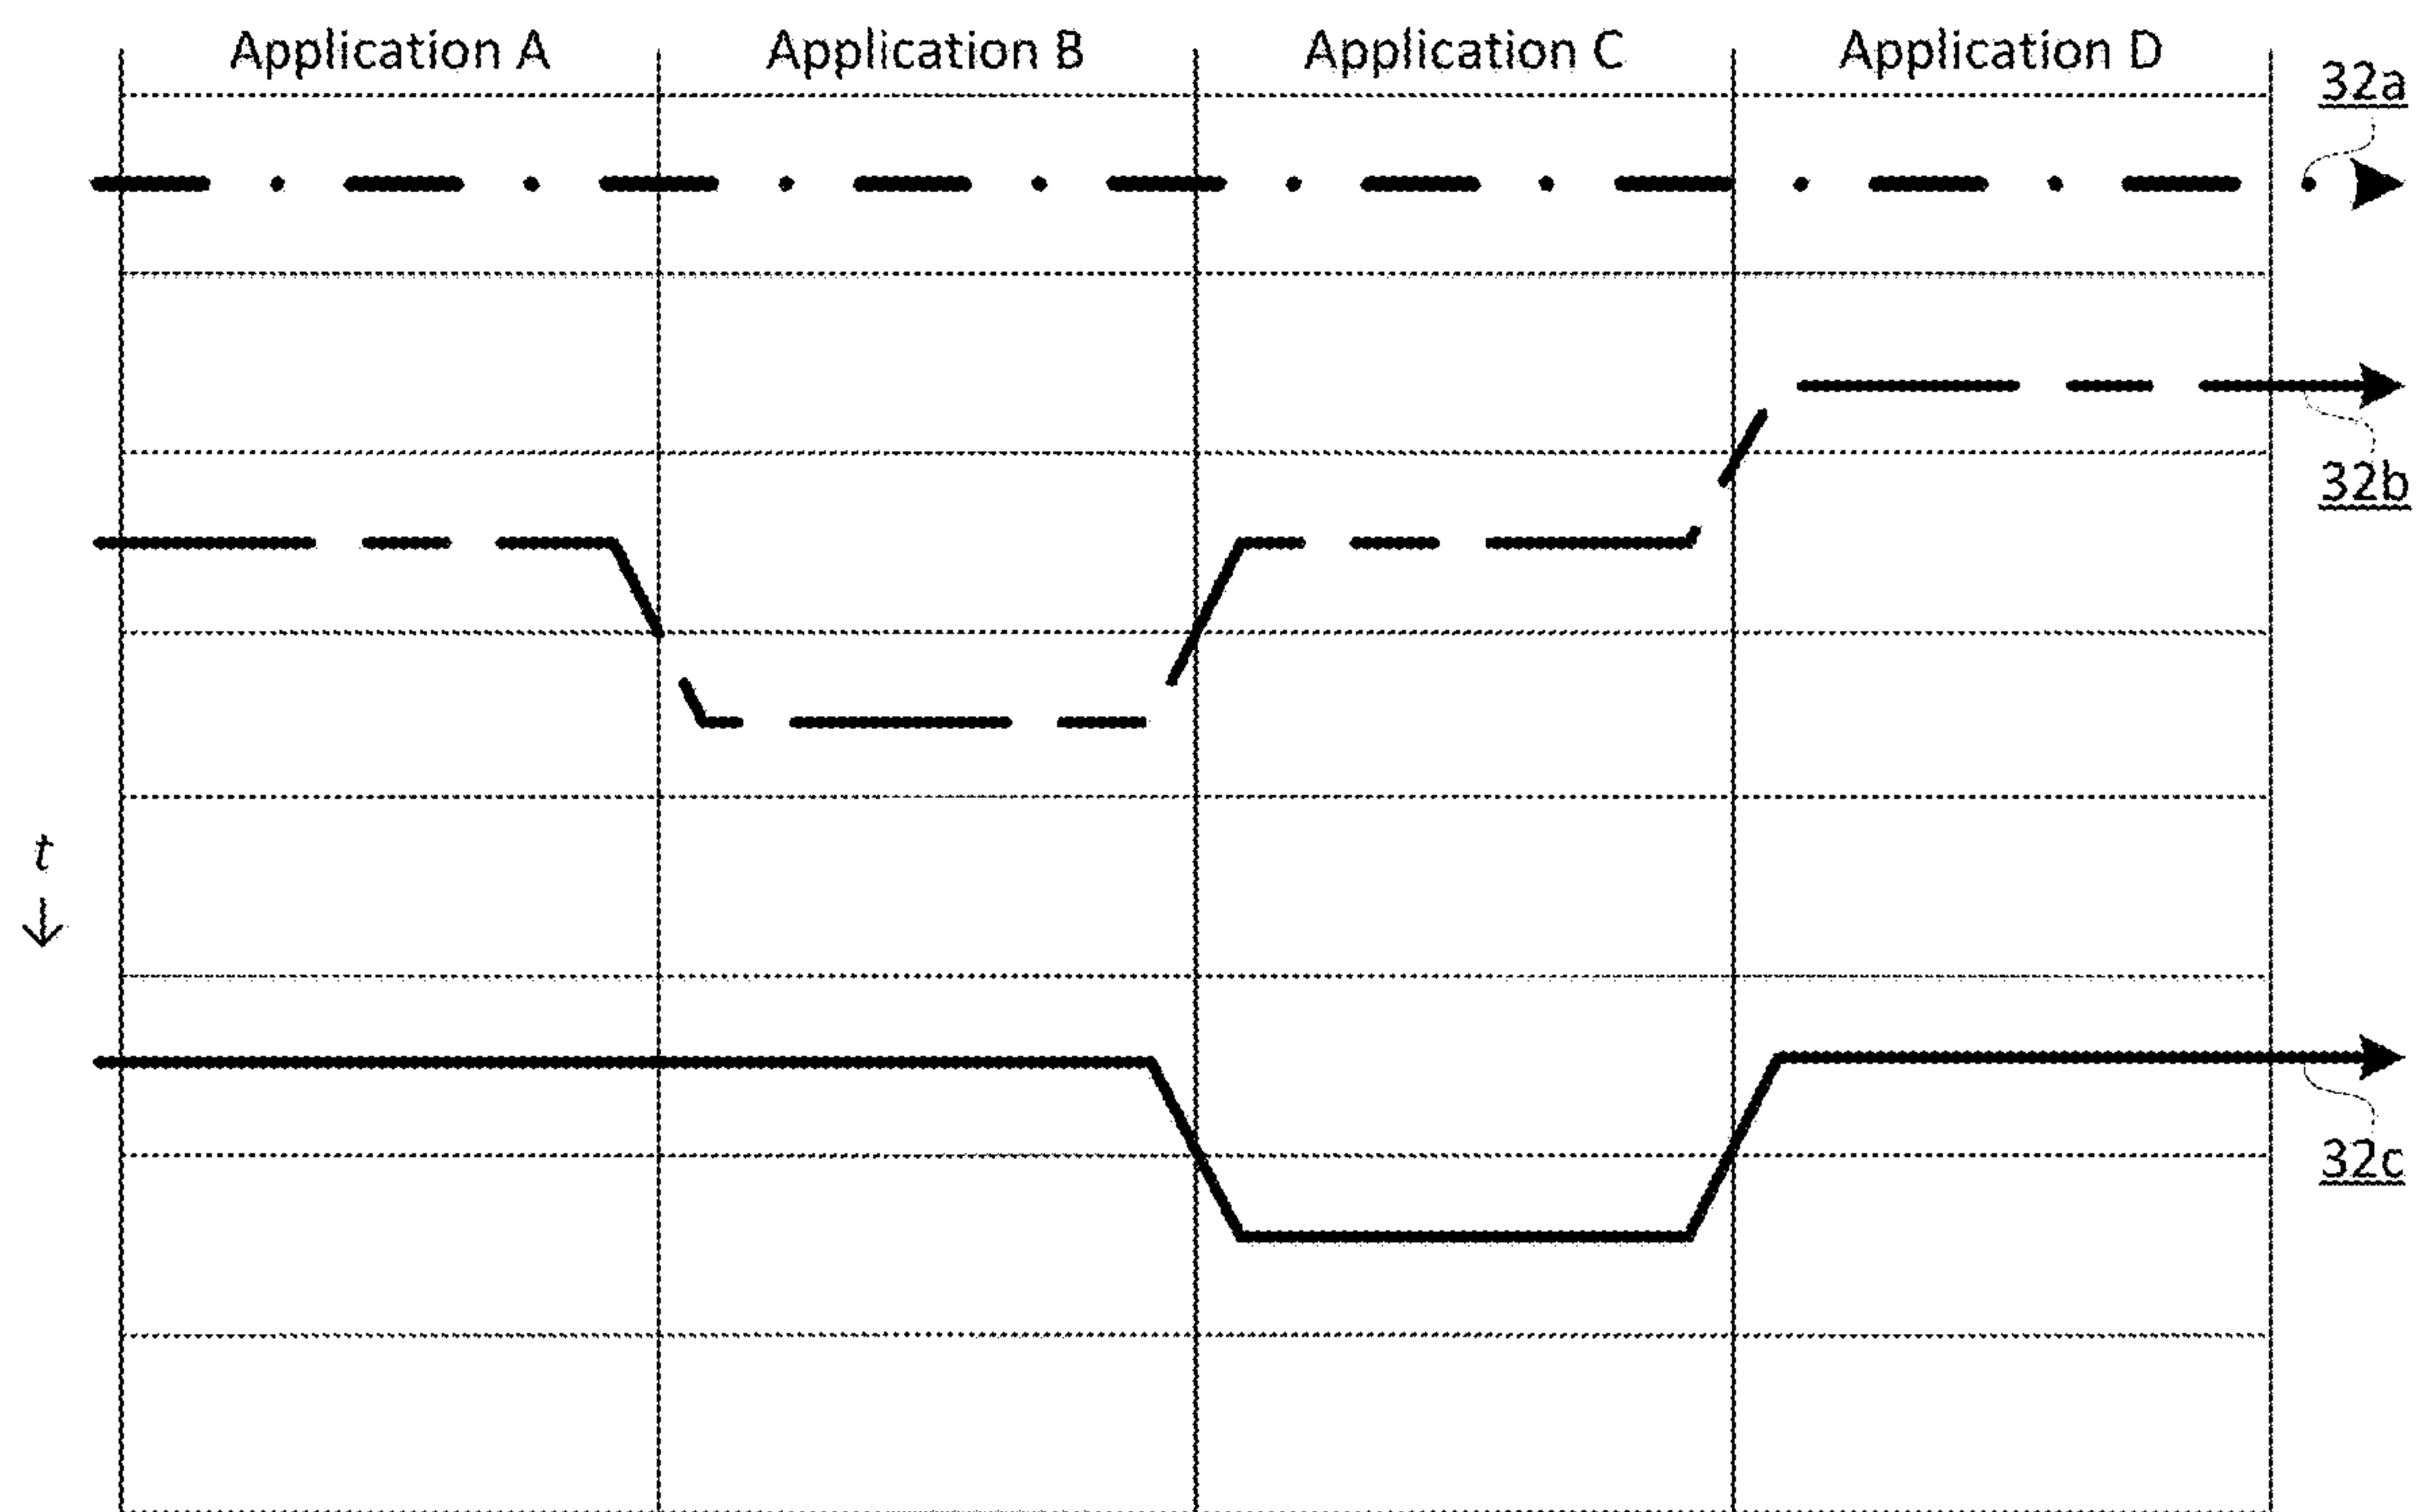 Application A
Application B
Application C
Application D
32a
32b
t
32c